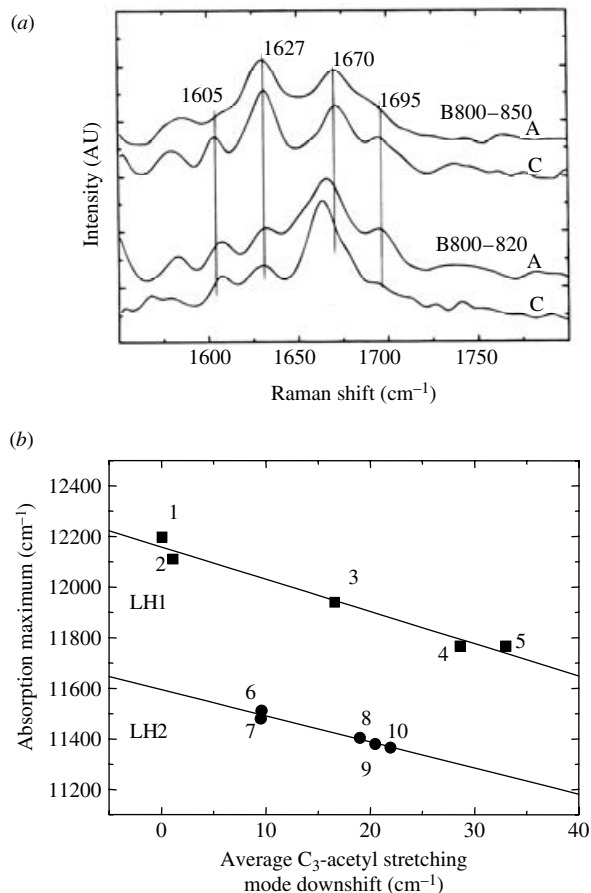 (a)
1627
1670
1605
1695
B800–850
A
C
B800–820
A
C
Intensity (AU)
1600
1650
1700
1750
Raman shift (cm⁻¹)
(b)
12400
12200
12000
11800
11600
11400
11200
1
2
LH1
3
4
5
6
7
LH2
8
9
10
Absorption maximum (cm⁻¹)
0
10
20
30
40
Average C₃-acetyl stretching
mode downshift (cm⁻¹)